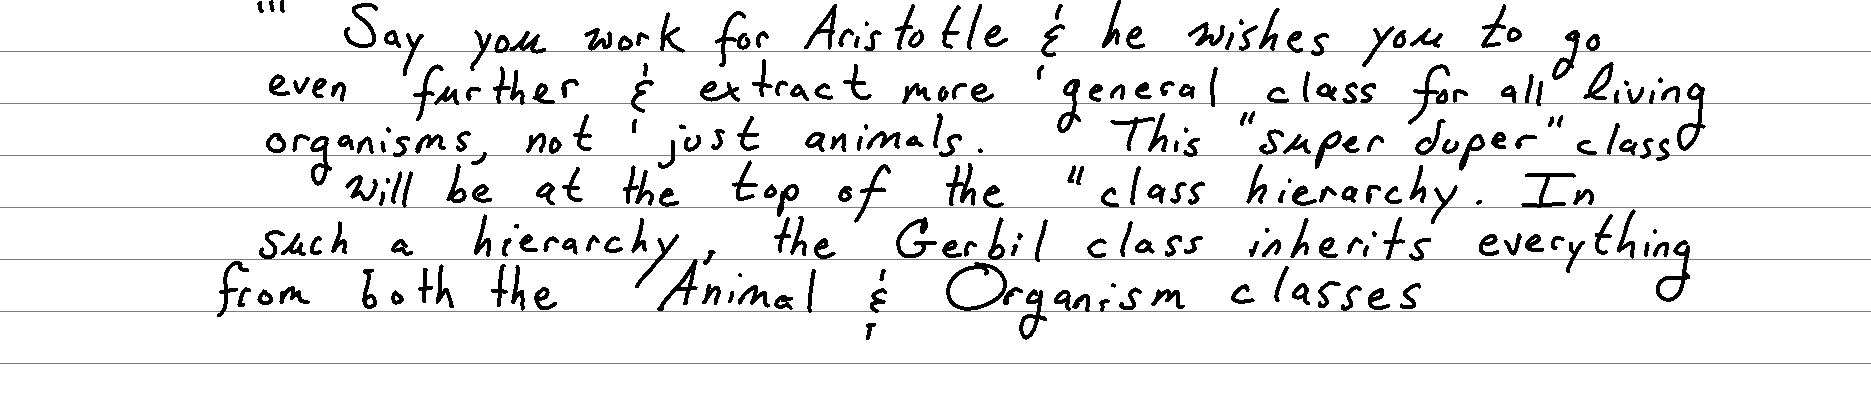 Say you work for Aristotle & he wishes you to go
even further & extract more general class for all living
organisms, not just animals. This "super duper" class
will be at the top of the "class hierarchy. In
such a hierarchy, the Gerbil class inherits everything
from both the Animal & Organism classes